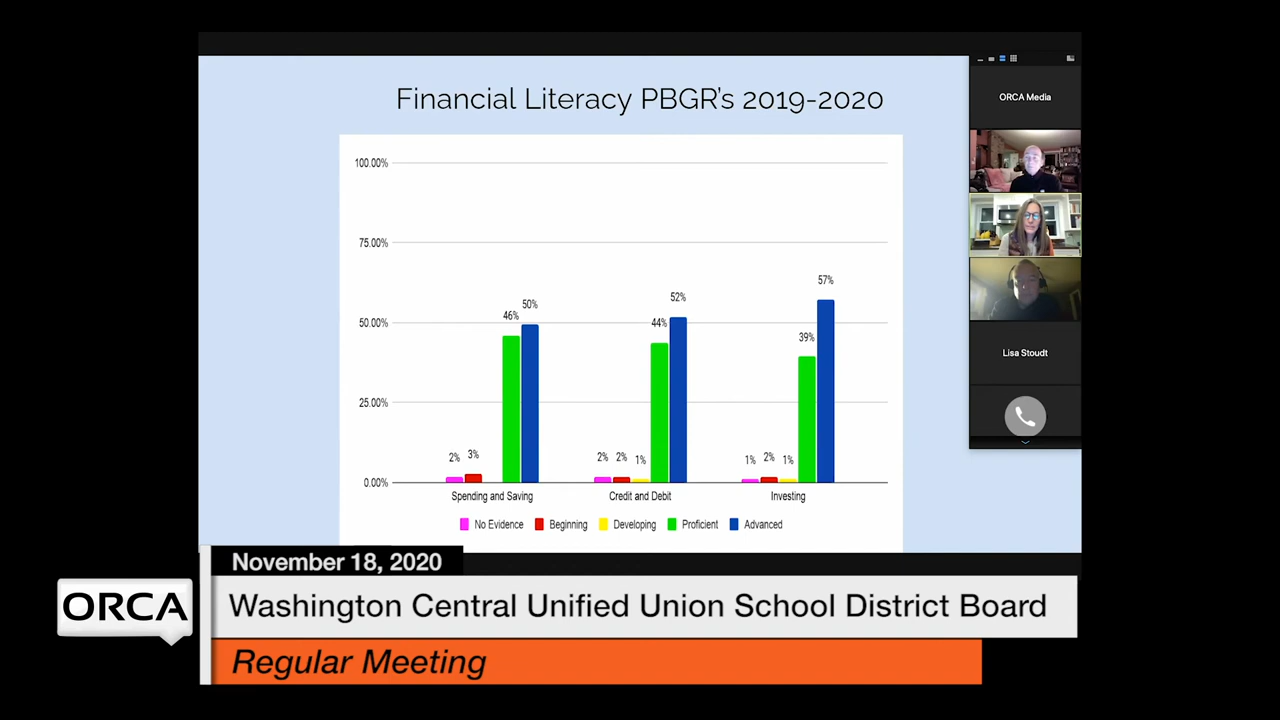 Financial Literacy PBGR's 2019-2020
ORCA Media
100.00%
75.00%
57%
52%
50%
46%
44%
39%
50.00%
25.00%
2%
3%
2%
2%
1%
1%
2%
1%
0.00%
Spending and Saving
Credit and Debit
Investing
No Evidence
Beginning
Developing
Proficient
Advanced
Lisa Stoudt
November 18, 2020
ORCA
Washington Central Unified Union School District Board
Regular Meeting